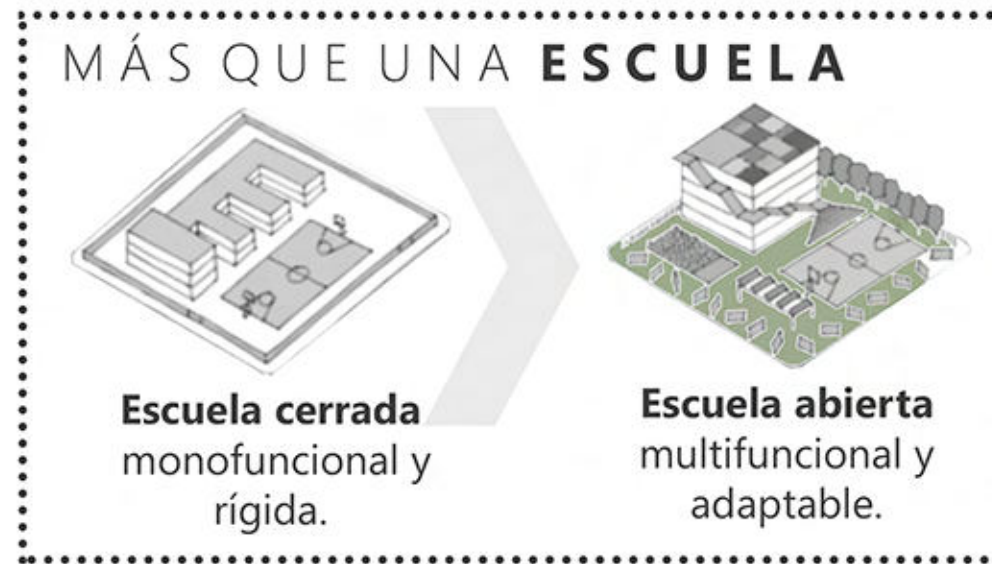 MÁS QUE UNA ESCUELA
Escuela cerrada
monofuncional y
rígida.
Escuela abierta
multifuncional y
adaptable.